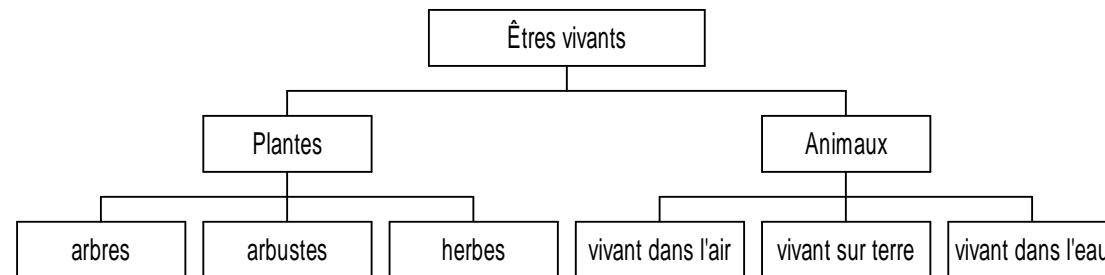 Êtres vivants
Plantes
Animaux
arbres
arbustes
herbes
vivant dans l'air
vivant sur terre
vivant dans l'eau